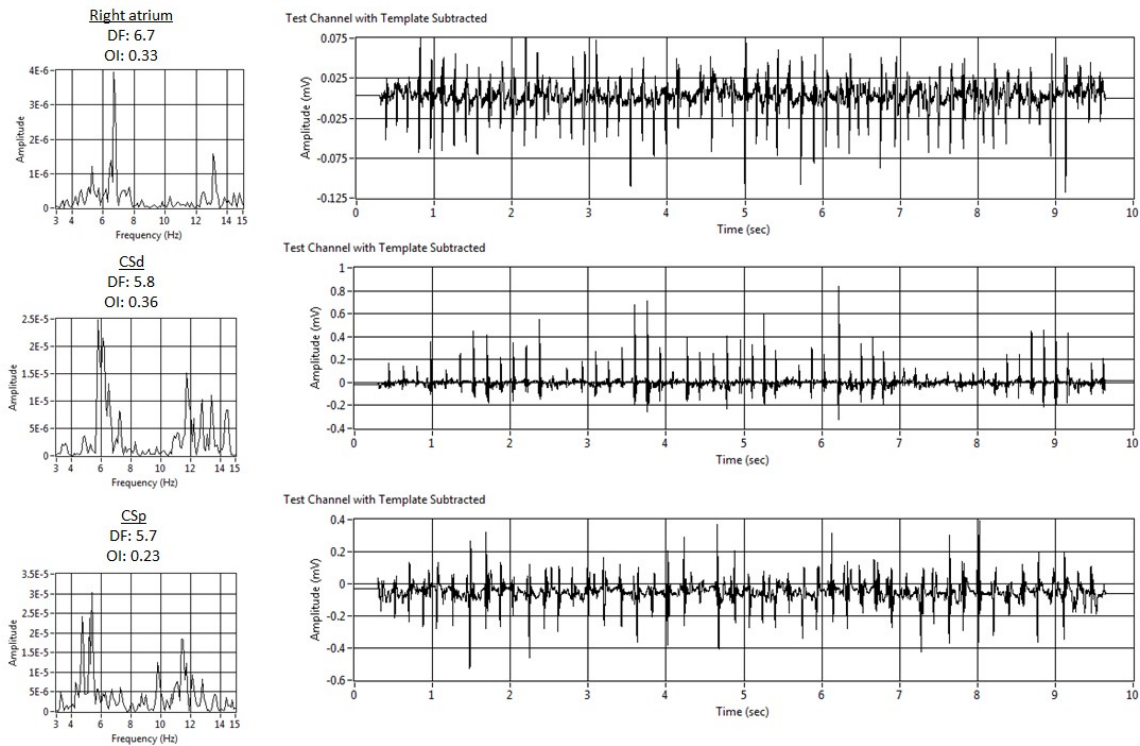 Right atrium
DF: 6.7
OI: 0.33
4E-6
3E-6
2E-6
1E-6
0
Amplitude
3 4 6 8 10 12 14 15
Frequency (Hz)
Test Channel with Template Subtracted
0.075
0.025
-0.025
-0.075
-0.125
Amplitude (mV)
0 1 2 3 4 5 6 7 8 9 10
Time (sec)
CSd
DF: 5.8
OI: 0.36
2.5E-5
2E-5
1.5E-5
1E-5
5E-6
0
Amplitude
3 4 6 8 10 12 14 15
Frequency (Hz)
Test Channel with Template Subtracted
1
0.8
0.6
0.4
0.2
0
-0.2
-0.4
Amplitude (mV)
0 1 2 3 4 5 6 7 8 9 10
Time (sec)
CSp
DF: 5.7
OI: 0.23
3.5E-5
3E-5
2.5E-5
2E-5
1.5E-5
1E-5
5E-6
0
Amplitude
3 4 6 8 10 12 14 15
Frequency (Hz)
Test Channel with Template Subtracted
0.4
0.2
0
-0.2
-0.4
-0.6
Amplitude (mV)
0 1 2 3 4 5 6 7 8 9 10
Time (sec)